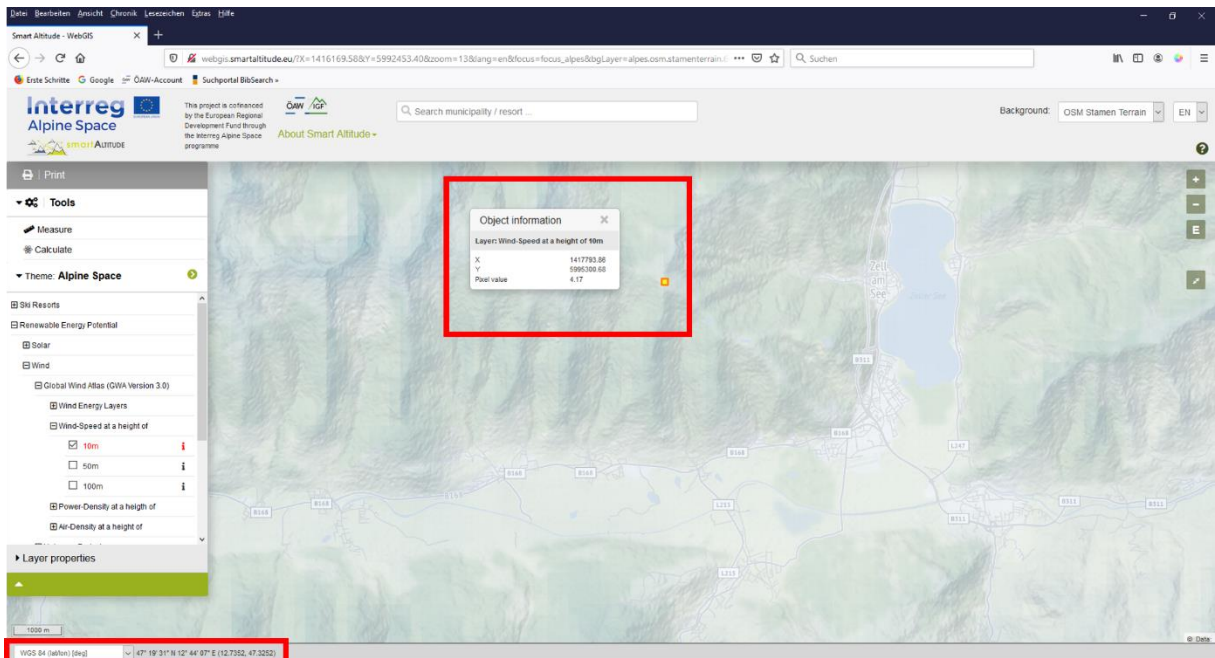 Datei Bearbeiten Ansicht Chronik Lesezeichen Extras Hilfe
Smart Altitude - WebGIS
webgis.smartaltitude.eu/?X=1416169.58&Y=5992453.40&zoom=13&lang=en&focus=focus_alpes&bgLayer=alpes.osm.stamenterrain.
Suchen
Erste Schritte Google ÖAW-Account Suchportal BibSearch »
Interreg
Alpine Space
smartALTITUDE
This project is cofinanced
by the European Regional
Development Fund through
the Interreg Alpine Space
programme
ÖAW IGF
About Smart Altitude
Search municipality / resort ...
Background: OSM Stamen Terrain EN
Print
Tools
Measure
Calculate
Theme: Alpine Space
Ski Resorts
Renewable Energy Potential
Solar
Wind
Global Wind Atlas (GWA Version 3.0)
Wind Energy Layers
Wind-Speed at a height of
10m
50m
100m
Power-Density at a heigth of
Air-Density at a height of
Layer properties
Object information
Layer: Wind-Speed at a height of 10m
X 1417793.86
Y 5995300.68
Pixel value 4.17
E
Zell
am
See
B311
B168
L247
B168
B168
B168
B168
B168
L215
B311
B311
B311
L215
1000 m
© Data
WGS 84 (lat/lon) [deg] 47° 19' 31" N 12° 44' 07" E (12.7352, 47.3252)